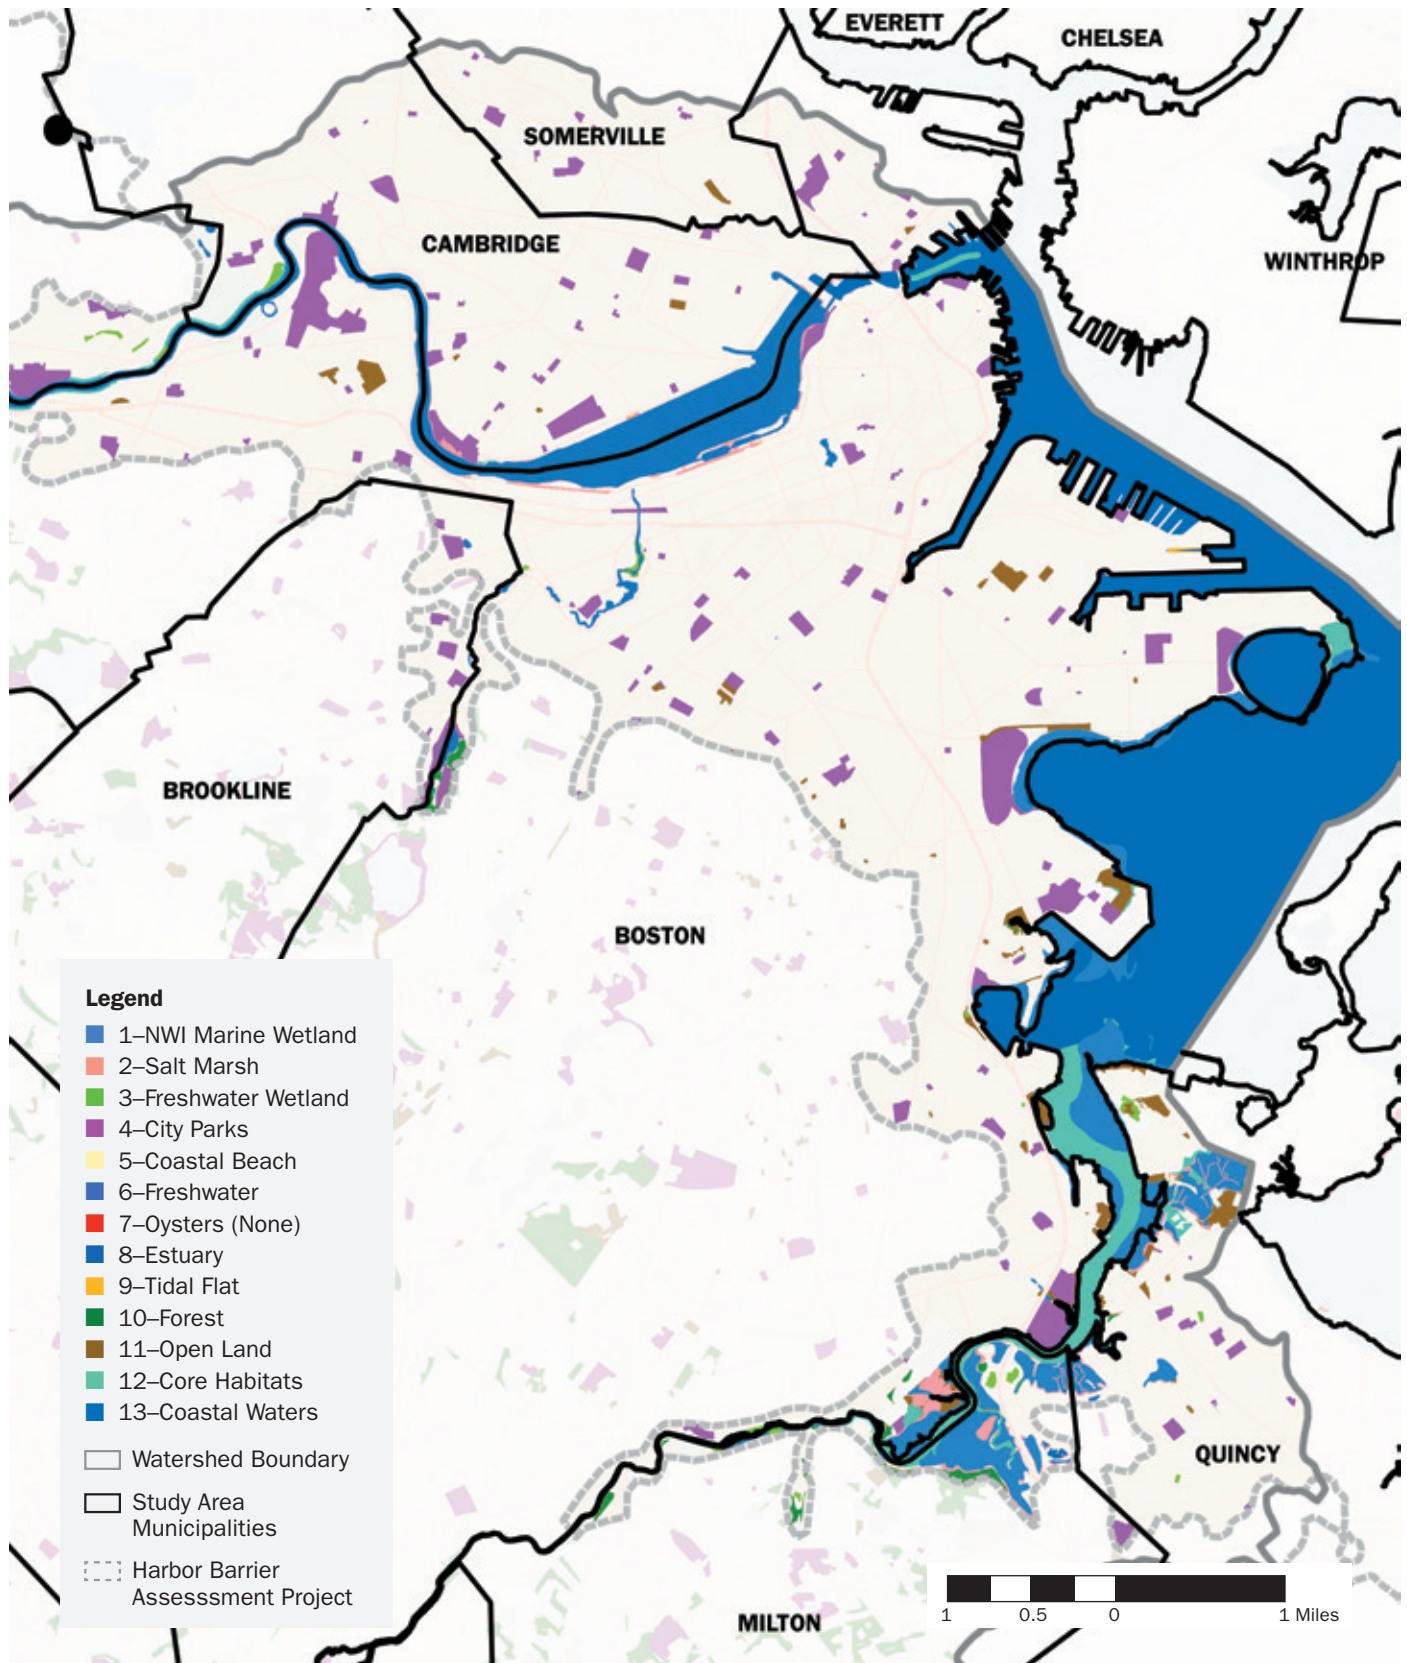 EVERETT
CHELSEA
SOMERVILLE
CAMBRIDGE
WINTHROP
BROOKLINE
BOSTON
Legend
1–NWI Marine Wetland
2–Salt Marsh
3–Freshwater Wetland
4–City Parks
5–Coastal Beach
6–Freshwater
7–Oysters (None)
8–Estuary
9–Tidal Flat
10–Forest
11–Open Land
12–Core Habitats
13–Coastal Waters
Watershed Boundary
Study Area
Municipalities
Harbor Barrier
Assesssment Project
QUINCY
MILTON
1 0.5 0 1 Miles